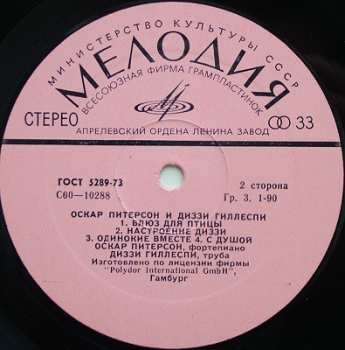 МИНИСТЕРСТВО КУЛЬТУРЫ СССР
МЕЛОДИЯ
ВСЕСОЮЗНАЯ ФИРМА ГРАМПЛАСТИНОК
СТЕРЕО
33
АПРЕЛЕВСКИЙ ОРДЕНА ЛЕНИНА ЗАВОД
ГОСТ 5289-73
2 сторона
С60—10288
Гр. 3. 1-90
ОСКАР ПИТЕРСОН И ДИЗЗИ ГИЛЛЕСПИ
1. БЛЮЗ ДЛЯ ПТИЦЫ
2. НАСТРОЕНИЕ ДИЗЗИ
3. ОДИНОКИЕ ВМЕСТЕ 4. С ДУШОЙ
ОСКАР ПИТЕРСОН, фортепиано
ДИЗЗИ ГИЛЛЕСПИ, труба
Изготовлено по лицензии фирмы
"Polydor International GmbH",
Гамбург